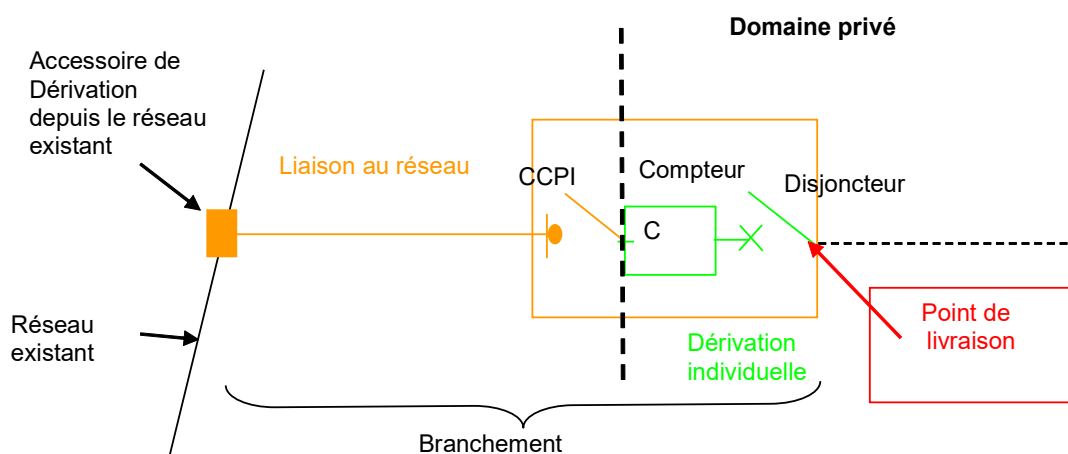 Domaine privé
Accessoire de
Dérivation
depuis le réseau
existant
Liaison au réseau
CCPI
Compteur
Disjoncteur
C
Réseau
existant
Point de
livraison
Dérivation
individuelle
Branchement